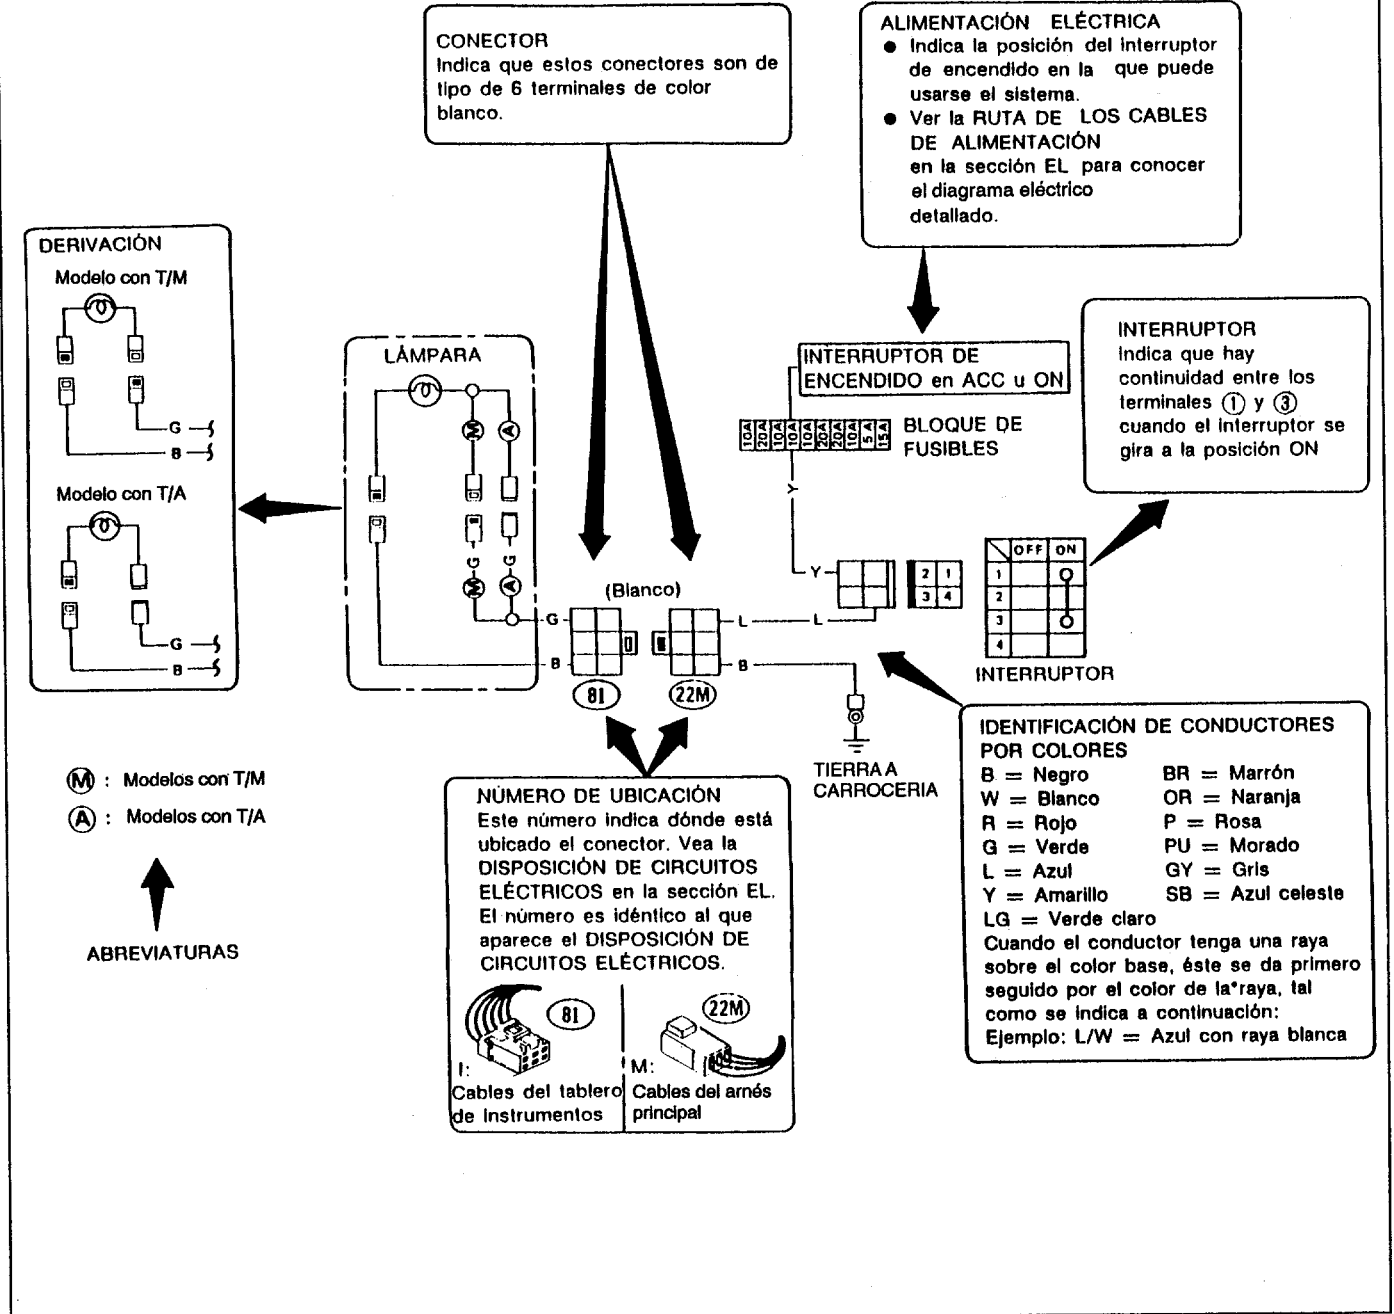 CONECTOR
Indica que estos conectores son de
tipo de 6 terminales de color
blanco.
ALIMENTACIÓN ELÉCTRICA
● Indica la posición del interruptor
de encendido en la que puede
usarse el sistema.
● Ver la RUTA DE LOS CABLES
DE ALIMENTACIÓN
en la sección EL para conocer
el diagrama eléctrico
detallado.
DERIVACIÓN
Modelo con T/M
G
B
Modelo con T/A
G
B
LÁMPARA
M
A
G
G
M
A
INTERRUPTOR DE
ENCENDIDO en ACC u ON
10A 20A 10A 10A 10A 20A 20A 10A 5A 15A
BLOQUE DE
FUSIBLES
Y
INTERRUPTOR
Indica que hay
continuidad entre los
terminales ① y ③
cuando el interruptor se
gira a la posición ON
Y
2 1
3 4
OFF ON
1
2
3
4
INTERRUPTOR
(Blanco)
G
L
L
B
B
8I
22M
TIERRA A
CARROCERIA
M : Modelos con T/M
A : Modelos con T/A
ABREVIATURAS
NÚMERO DE UBICACIÓN
Este número indica dónde está
ubicado el conector. Vea la
DISPOSICIÓN DE CIRCUITOS
ELÉCTRICOS en la sección EL.
El número es idéntico al que
aparece el DISPOSICIÓN DE
CIRCUITOS ELÉCTRICOS.
8I
I:
Cables del tablero
de instrumentos
22M
M:
Cables del arnés
principal
IDENTIFICACIÓN DE CONDUCTORES
POR COLORES
B = Negro BR = Marrón
W = Blanco OR = Naranja
R = Rojo P = Rosa
G = Verde PU = Morado
L = Azul GY = Gris
Y = Amarillo SB = Azul celeste
LG = Verde claro
Cuando el conductor tenga una raya
sobre el color base, éste se da primero
seguido por el color de la raya, tal
como se indica a continuación:
Ejemplo: L/W = Azul con raya blanca